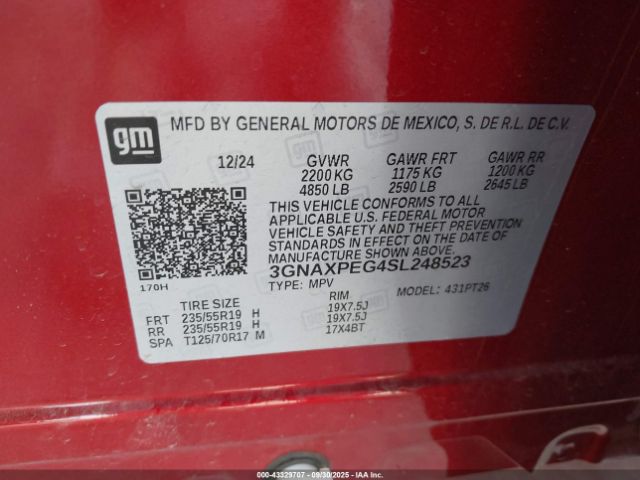 gm
MFD BY GENERAL MOTORS DE MEXICO, S. DE R.L. DE C.V.
12/24 GVWR GAWR FRT GAWR RR
2200 KG 1175 KG 1200 KG
4850 LB 2590 LB 2645 LB
THIS VEHICLE CONFORMS TO ALL
APPLICABLE U.S. FEDERAL MOTOR
VEHICLE SAFETY AND THEFT PREVENTION
STANDARDS IN EFFECT ON THE DATE OF
MANUFACTURE SHOWN ABOVE.
3GNAXPEG4SL248523
170H
TYPE: MPV MODEL: 431PT26
TIRE SIZE RIM
FRT 235/55R19 H 19X7.5J
RR 235/55R19 H 19X7.5J
SPA T125/70R17 M 17X4BT
000-43329707 - 09/30/2025 - IAAI.COM